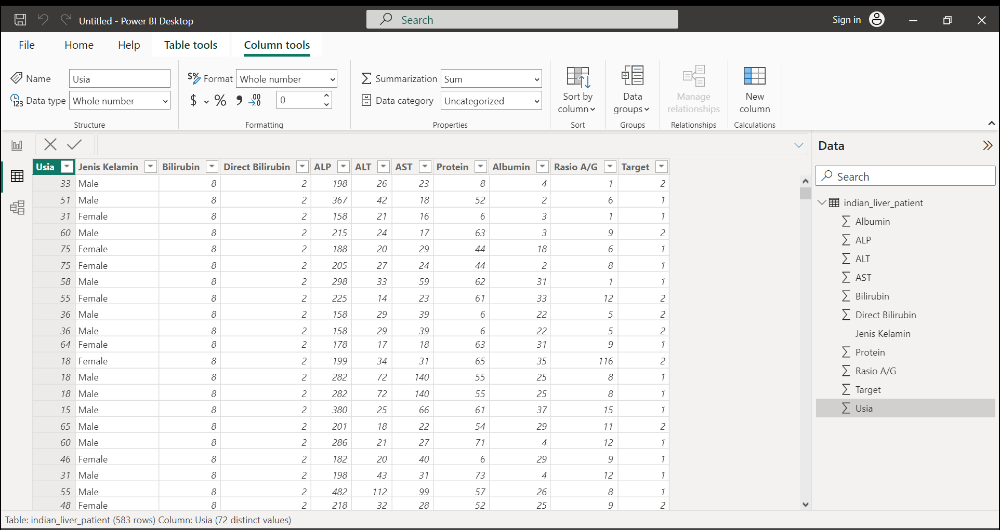 Untitled - Power BI Desktop Search Sign in
File Home Help Table tools Column tools
Name Usia $% Format Whole number Summarization Sum Sort by column Data groups Manage relationships New column
123 Data type Whole number $ % , .00 →.0 0 Data category Uncategorized
Structure Formatting Properties Sort Groups Relationships Calculations
Data
Search
Usia Jenis Kelamin Bilirubin Direct Bilirubin ALP ALT AST Protein Albumin Rasio A/G Target
33 Male 8 2 198 26 23 8 4 1 2
51 Male 8 2 367 42 18 52 2 6 1
31 Female 8 2 158 21 16 6 3 1 1
60 Male 8 2 215 24 17 63 3 9 2
75 Female 8 2 188 20 29 44 18 6 1
75 Female 8 2 205 27 24 44 2 8 1
58 Male 8 2 298 33 59 62 31 1 1
55 Female 8 2 225 14 23 61 33 12 2
36 Male 8 2 158 29 39 6 22 5 2
36 Male 8 2 158 29 39 6 22 5 2
64 Female 8 2 178 17 18 63 31 9 1
18 Female 8 2 199 34 31 65 35 116 2
18 Male 8 2 282 72 140 55 25 8 1
18 Male 8 2 282 72 140 55 25 8 1
15 Male 8 2 380 25 66 61 37 15 1
65 Male 8 2 201 18 22 54 29 11 2
60 Male 8 2 286 21 27 71 4 12 1
46 Female 8 2 182 20 40 6 29 9 1
31 Male 8 2 198 43 31 73 4 12 1
55 Male 8 2 482 112 99 57 26 8 1
48 Female 8 2 218 32 28 52 25 9 2
indian_liver_patient
Albumin
ALP
ALT
AST
Bilirubin
Direct Bilirubin
Jenis Kelamin
Protein
Rasio A/G
Target
Usia
Table: indian_liver_patient (583 rows) Column: Usia (72 distinct values)